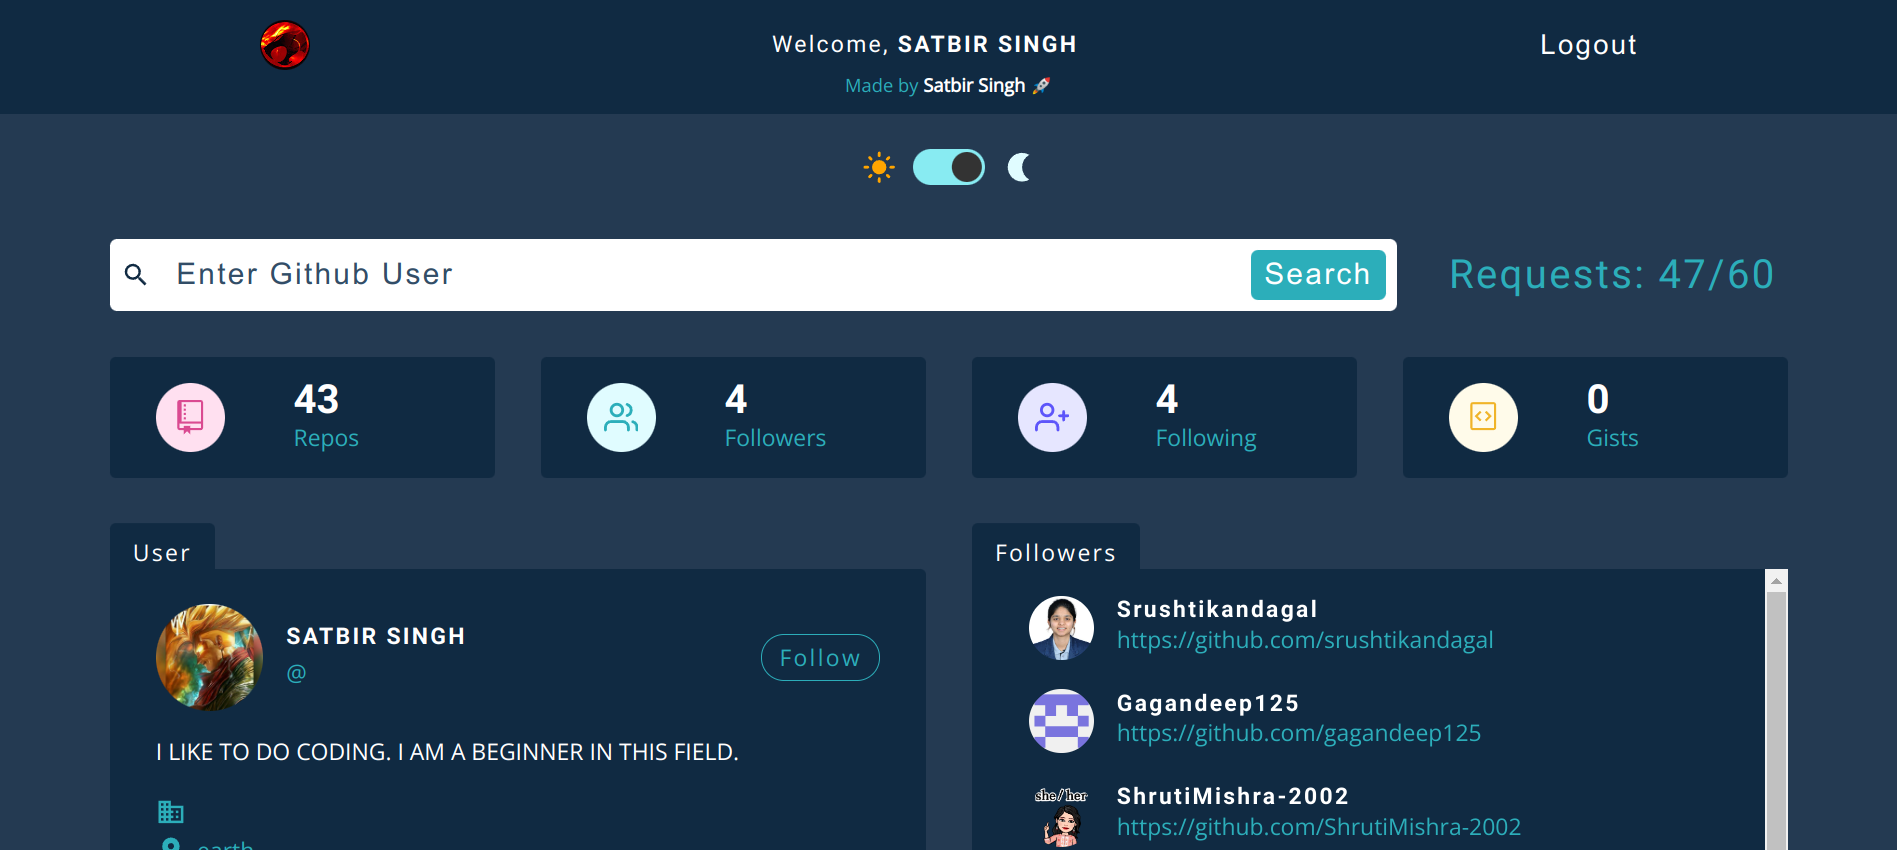 Welcome, SATBIR SINGH
Logout
Made by Satbir Singh 🚀
Enter Github User
Search
Requests: 47/60
43
Repos
4
Followers
4
Following
0
Gists
User
SATBIR SINGH
@
Follow
I LIKE TO DO CODING. I AM A BEGINNER IN THIS FIELD.
earth
Followers
Srushtikandagal
https://github.com/srushtikandagal
Gagandeep125
https://github.com/gagandeep125
she/her
ShrutiMishra-2002
https://github.com/ShrutiMishra-2002